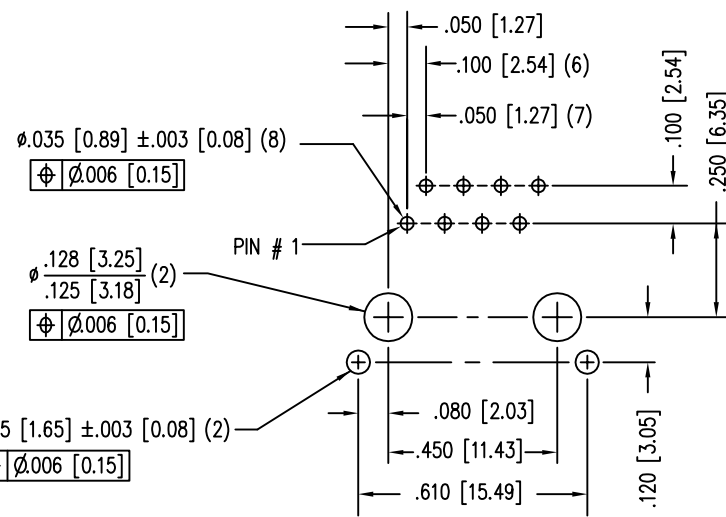 .050 [1.27]
.100 [2.54] (6)
.050 [1.27] (7)
.100 [2.54]
.250 [6.35]
⌀.035 [0.89] ±.003 [0.08] (8)
⌖ ⌀.006 [0.15]
PIN # 1
⌀ .128 [3.25]
.125 [3.18] (2)
⌖ ⌀.006 [0.15]
5 [1.65] ±.003 [0.08] (2)
⌀.006 [0.15]
.080 [2.03]
.450 [11.43]
.610 [15.49]
.120 [3.05]